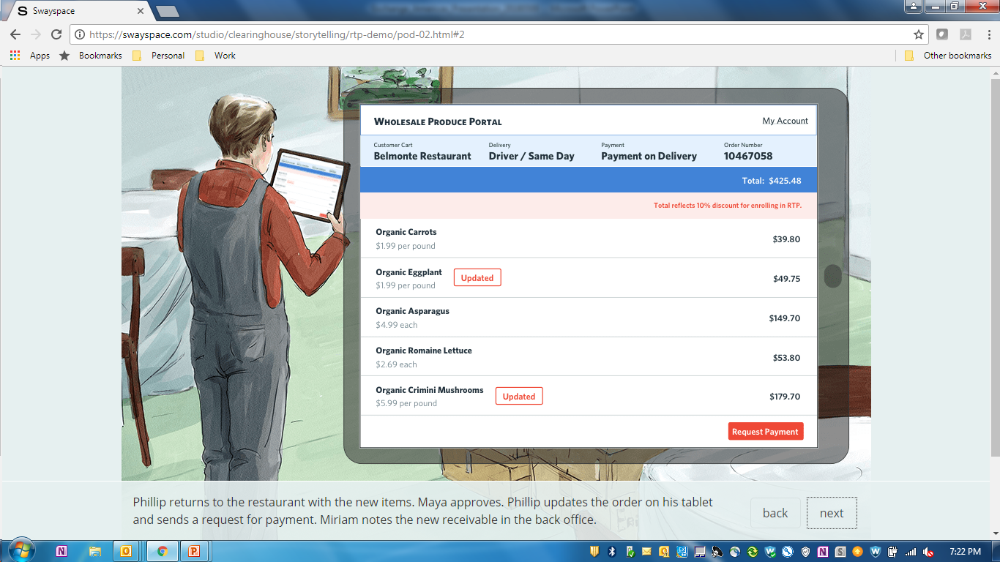 Swayspace
https://swayspace.com/studio/clearinghouse/storytelling/rtp-demo/pod-02.html#2
Apps Bookmarks Personal Work Other bookmarks
WHOLESALE PRODUCE PORTAL My Account
Customer Cart Delivery Payment Order Number
Belmonte Restaurant Driver / Same Day Payment on Delivery 10467058
Total: $425.48
Total reflects 10% discount for enrolling in RTP.
Organic Carrots
$1.99 per pound $39.80
Organic Eggplant Updated
$1.99 per pound $49.75
Organic Asparagus
$4.99 each $149.70
Organic Romaine Lettuce
$2.69 each $53.80
Organic Crimini Mushrooms Updated
$5.99 per pound $179.70
Request Payment
Phillip returns to the restaurant with the new items. Maya approves. Phillip updates the order on his tablet
and sends a request for payment. Miriam notes the new receivable in the back office.
back next
7:22 PM